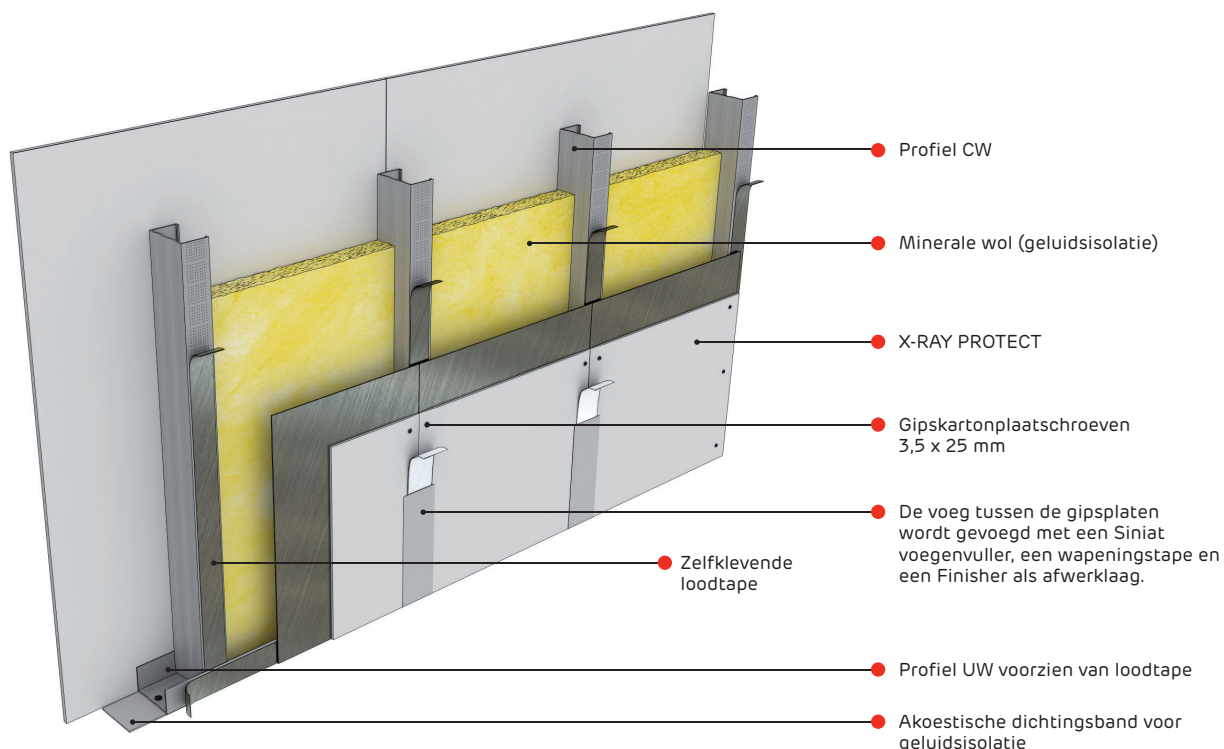 Profiel CW
Minerale wol (geluidsisolatie)
X-RAY PROTECT
Gipskartonplaatschroeven
3,5 x 25 mm
De voeg tussen de gipsplaten
wordt gevoegd met een Siniat
voegenvuller, een wapeningstape en
een Finisher als afwerklaag.
Zelfklevende
loodtape
Profiel UW voorzien van loodtape
Akoestische dichtingsband voor
geluidsisolatie